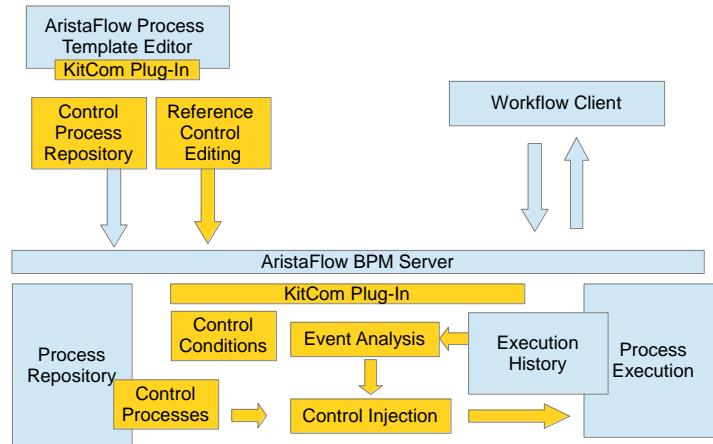 AristaFlow Process
Template Editor
KitCom Plug-In
Control
Process
Repository
Reference
Control
Editing
Workflow Client
AristaFlow BPM Server
KitCom Plug-In
Process
Repository
Control
Conditions
Event Analysis
Execution
History
Process
Execution
Control
Processes
Control Injection